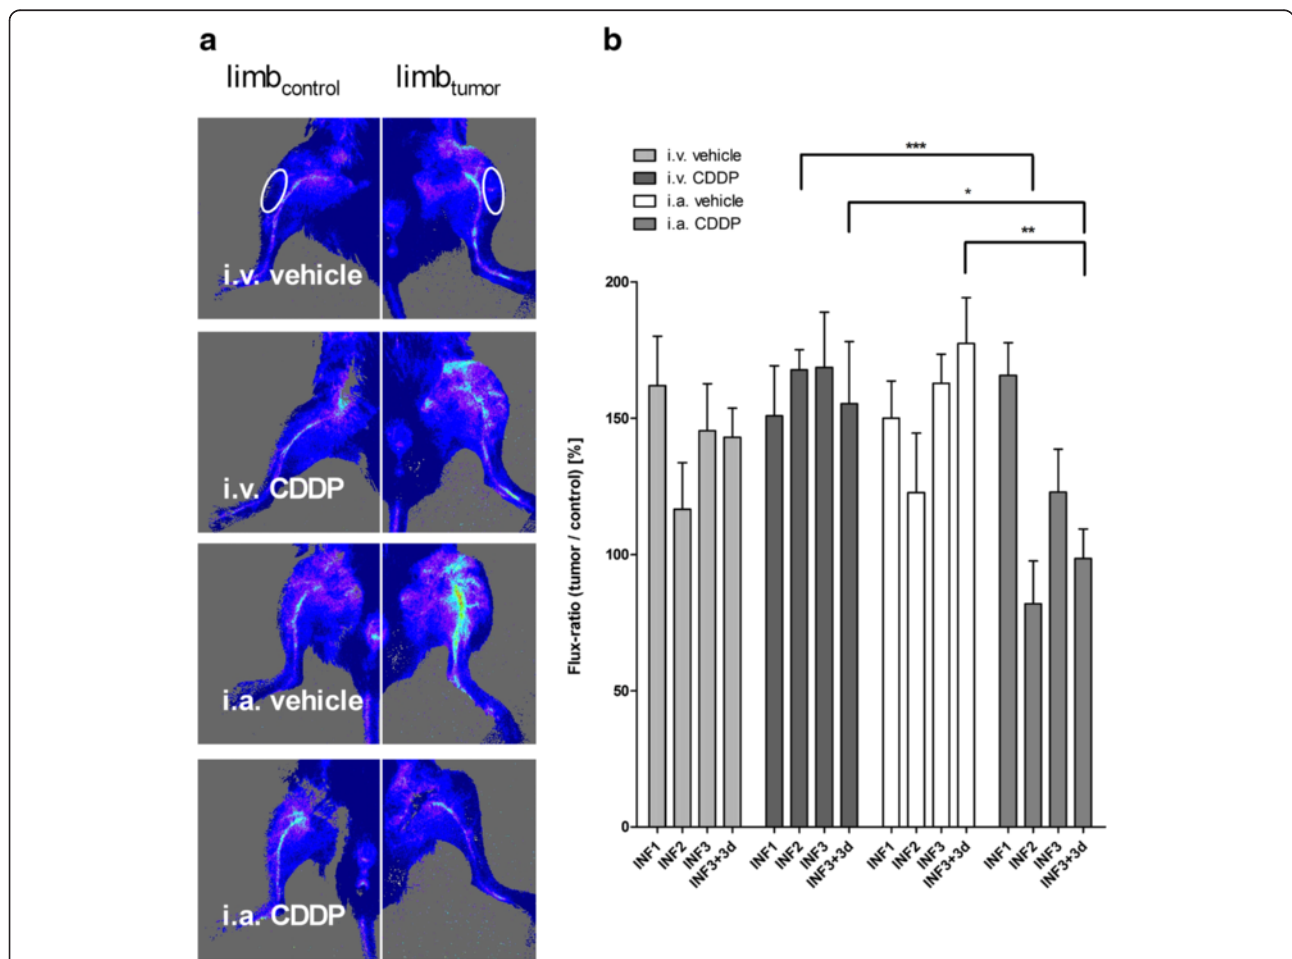 a
limbcontrol limbtumor
i.v. vehicle
i.v. CDDP
i.a. vehicle
i.a. CDDP
b
i.v. vehicle
i.v. CDDP
i.a. vehicle
i.a. CDDP
***
*
**
Flux-ratio (tumor / control) [%]
200
150
100
50
0
INF1 INF2 INF3 INF3+3d INF1 INF2 INF3 INF3+3d INF1 INF2 INF3 INF3+3d INF1 INF2 INF3 INF3+3d